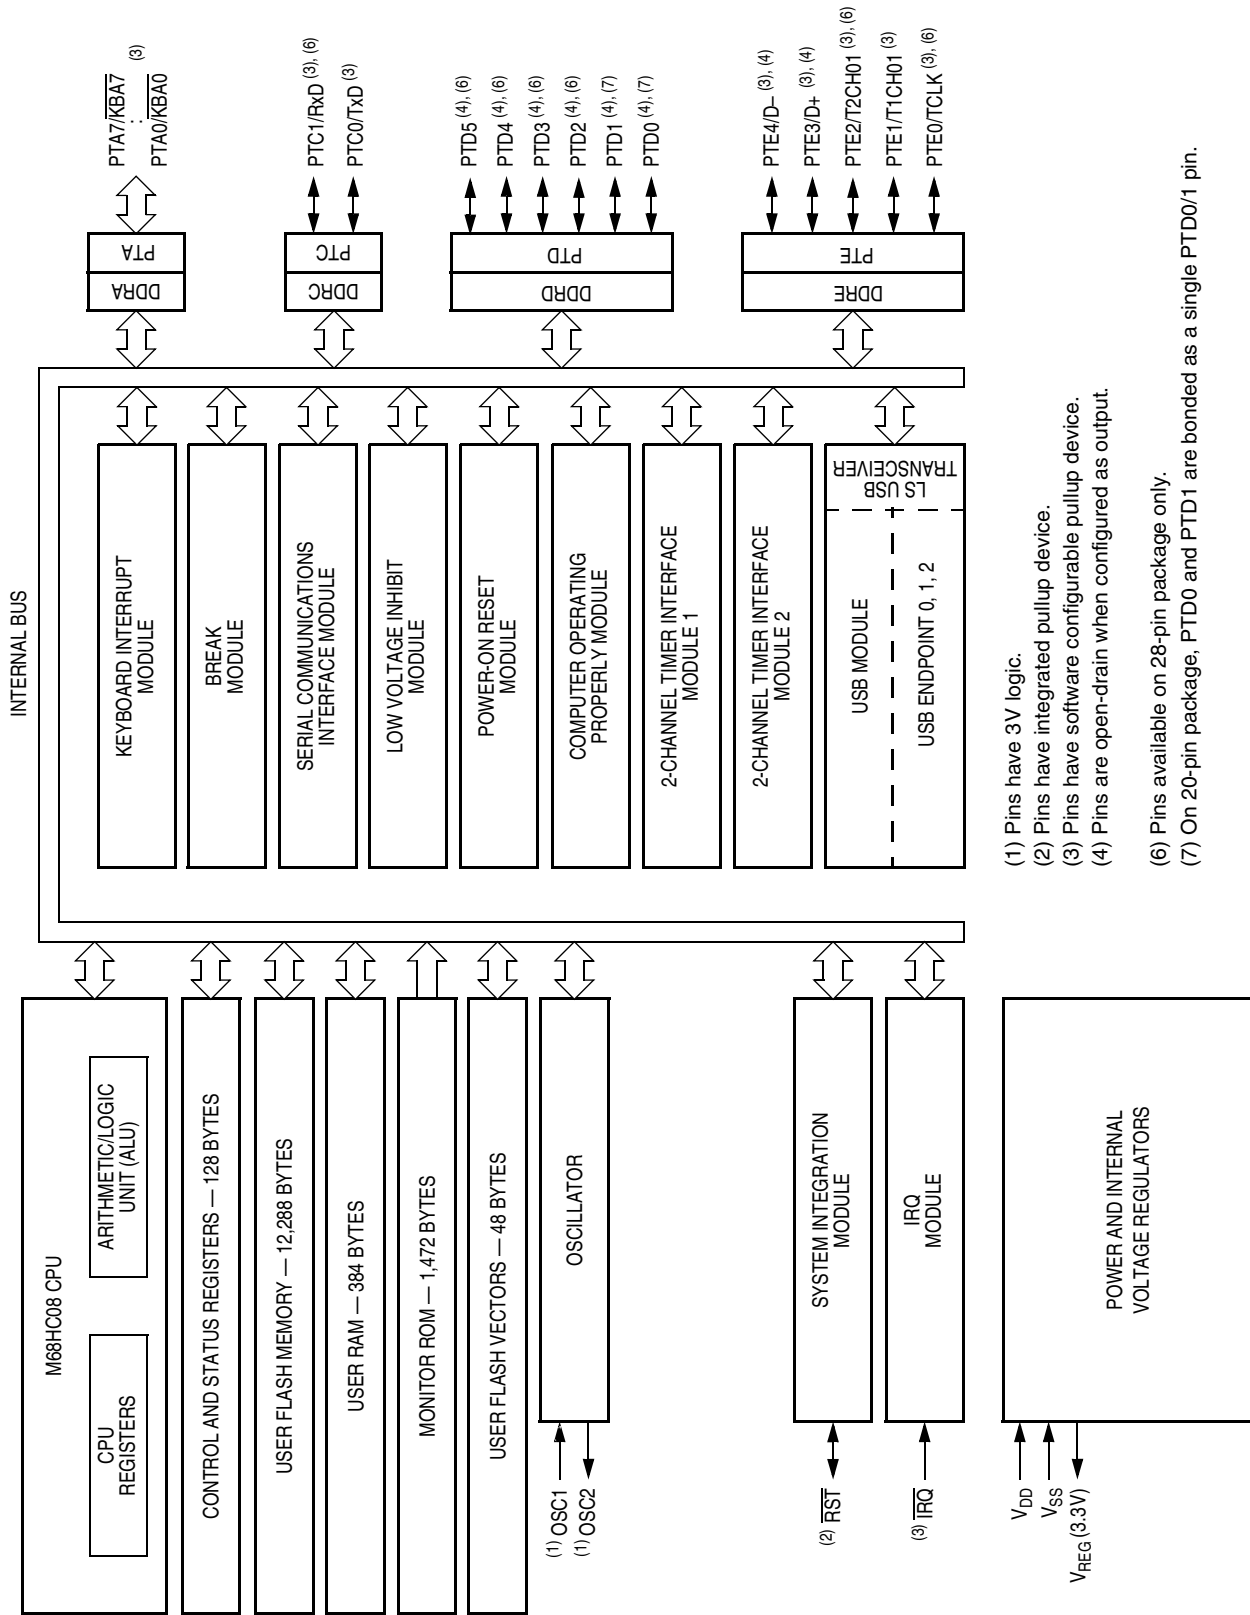 INTERNAL BUS
M68HC08 CPU
CPU
REGISTERS
ARITHMETIC/LOGIC
UNIT (ALU)
CONTROL AND STATUS REGISTERS — 128 BYTES
USER FLASH MEMORY — 12,288 BYTES
USER RAM — 384 BYTES
MONITOR ROM — 1,472 BYTES
USER FLASH VECTORS — 48 BYTES
(1) OSC1
(1) OSC2
OSCILLATOR
(2) RST
SYSTEM INTEGRATION
MODULE
(3) IRQ
IRQ
MODULE
VDD
VSS
VREG (3.3V)
POWER AND INTERNAL
VOLTAGE REGULATORS
KEYBOARD INTERRUPT
MODULE
BREAK
MODULE
SERIAL COMMUNICATIONS
INTERFACE MODULE
LOW VOLTAGE INHIBIT
MODULE
POWER-ON RESET
MODULE
COMPUTER OPERATING
PROPERLY MODULE
2-CHANNEL TIMER INTERFACE
MODULE 1
2-CHANNEL TIMER INTERFACE
MODULE 2
USB MODULE
USB ENDPOINT 0, 1, 2
LS USB
TRANSCEIVER
DDRA
PTA
PTA7/KBA7
:
PTA0/KBA0
(3)
DDRC
PTC
PTC1/RxD (3), (6)
PTC0/TxD (3)
DDRD
PTD
PTD5 (4), (6)
PTD4 (4), (6)
PTD3 (4), (6)
PTD2 (4), (6)
PTD1 (4), (7)
PTD0 (4), (7)
DDRE
PTE
PTE4/D– (3), (4)
PTE3/D+ (3), (4)
PTE2/T2CH01 (3), (6)
PTE1/T1CH01 (3)
PTE0/TCLK (3), (6)
(1) Pins have 3V logic.
(2) Pins have integrated pullup device.
(3) Pins have software configurable pullup device.
(4) Pins are open-drain when configured as output.
(6) Pins available on 28-pin package only.
(7) On 20-pin package, PTD0 and PTD1 are bonded as a single PTD0/1 pin.